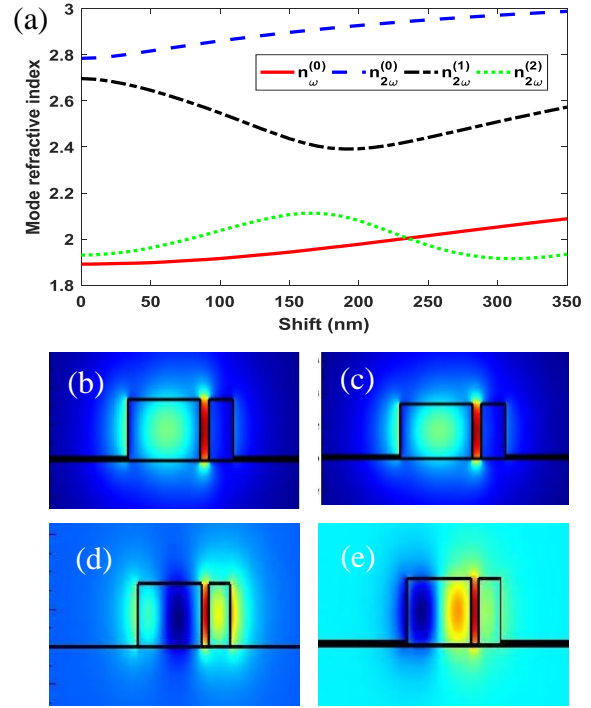 (a)
Mode refractive index
3
2.8
2.6
2.4
2.2
2
1.8
n_ω^(0) n_2ω^(0) n_2ω^(1) n_2ω^(2)
0 50 100 150 200 250 300 350
Shift (nm)
(b) (c)
(d) (e)